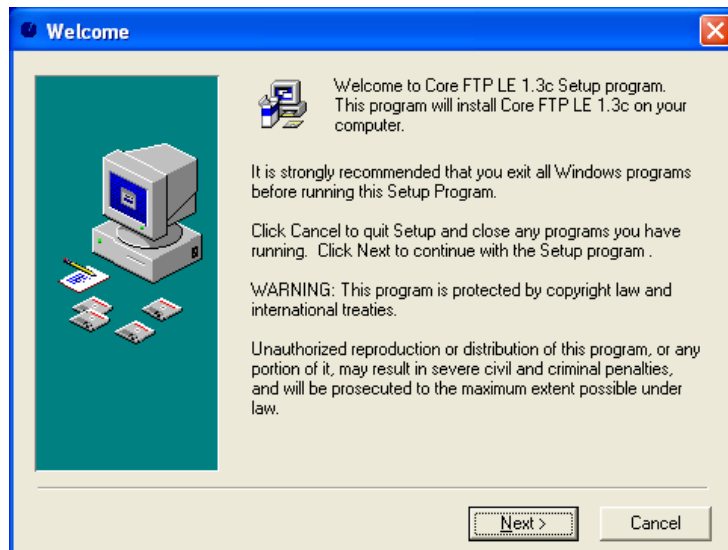 Welcome
Welcome to Core FTP LE 1.3c Setup program.
This program will install Core FTP LE 1.3c on your
computer.
It is strongly recommended that you exit all Windows programs
before running this Setup Program.
Click Cancel to quit Setup and close any programs you have
running.  Click Next to continue with the Setup program .
WARNING: This program is protected by copyright law and
international treaties.
Unauthorized reproduction or distribution of this program, or any
portion of it, may result in severe civil and criminal penalties,
and will be prosecuted to the maximum extent possible under
law.
Next > Cancel